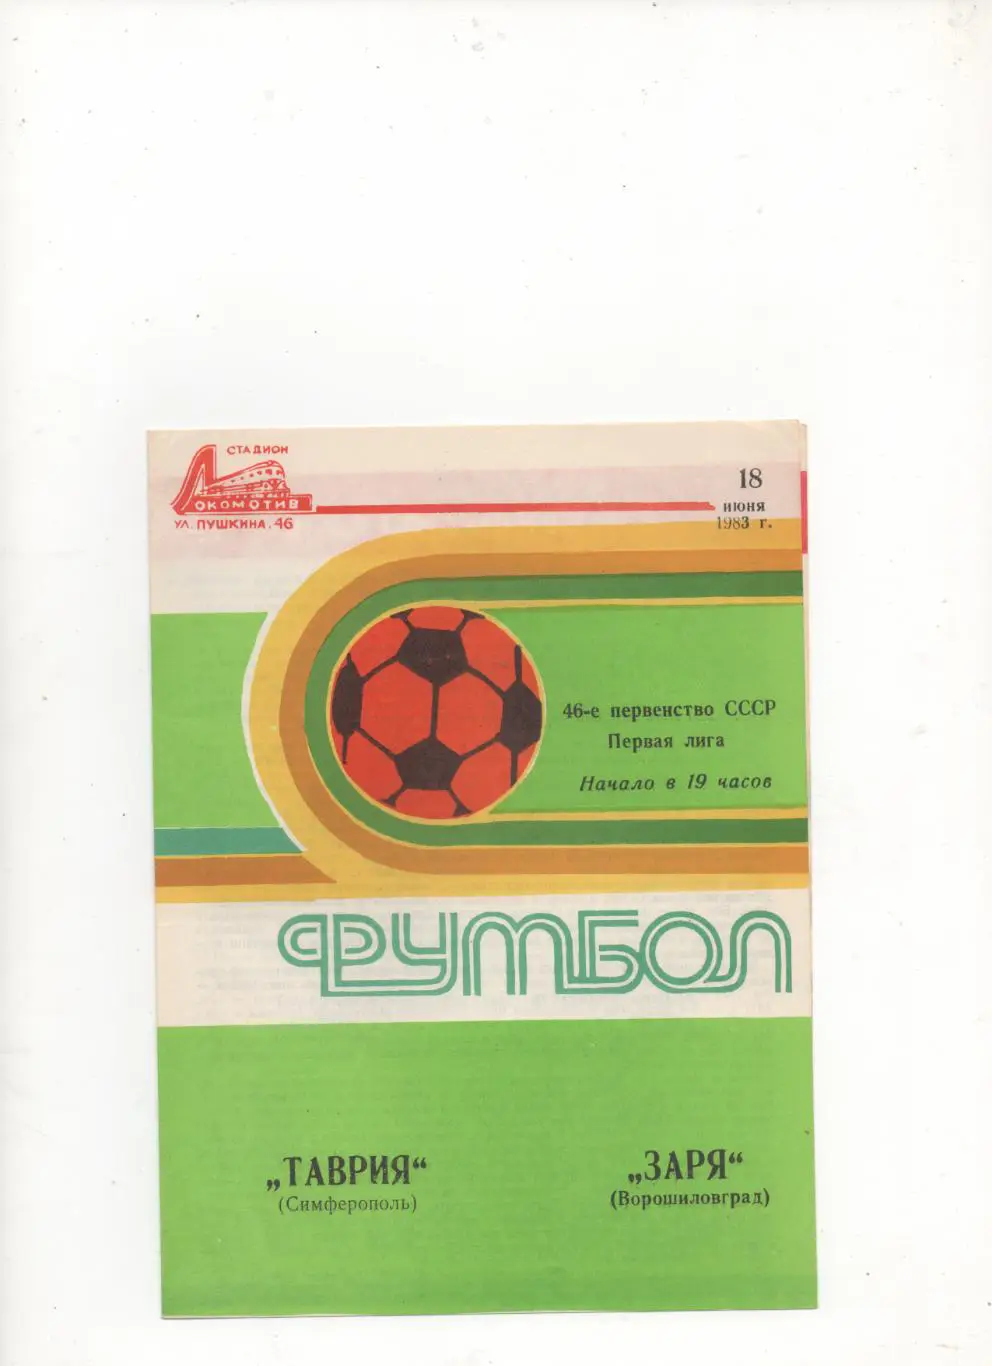 СТАДИОН
ЛОКОМОТИВ
УЛ. ПУШКИНА, 46
18
июня
1983 г.
46-е первенство СССР
Первая лига
Начало в 19 часов
ФУТБОЛ
„ТАВРИЯ“
(Симферополь)
„ЗАРЯ“
(Ворошиловград)